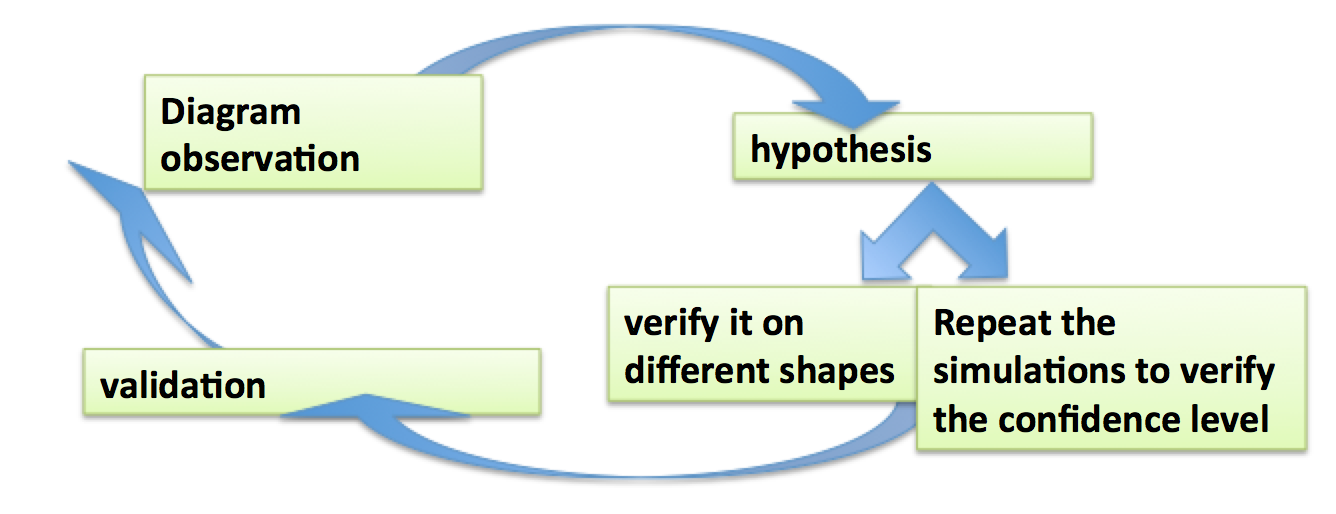 Diagram
observation
hypothesis
verify it on
different shapes
Repeat the
simulations to verify
the confidence level
validation